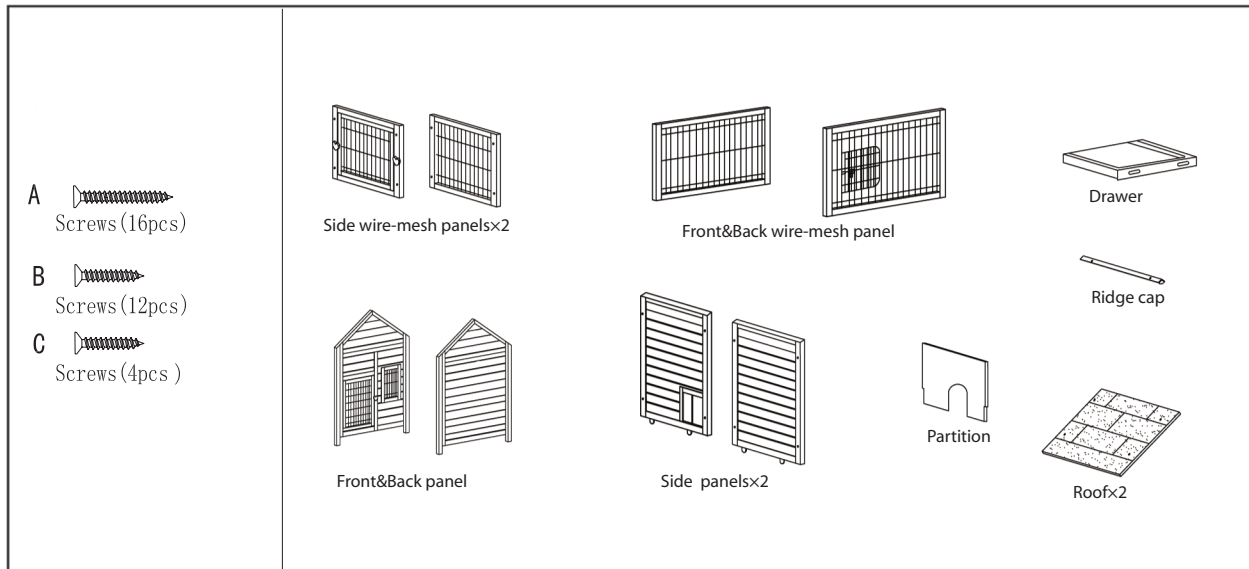 A
Screws(16pcs)
B
Screws(12pcs)
C
Screws(4pcs )
Side wire-mesh panels×2
Front&Back wire-mesh panel
Drawer
Ridge cap
Front&Back panel
Side panels×2
Partition
Roof×2